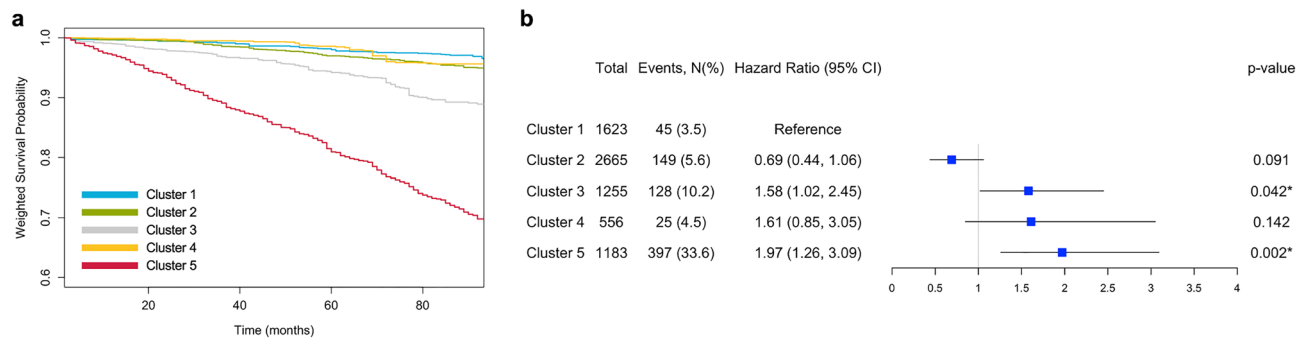 a
Weighted Survival Probability
1.0
0.9
0.8
0.7
0.6
Cluster 1
Cluster 2
Cluster 3
Cluster 4
Cluster 5
20 40 60 80
Time (months)
b
Total Events, N(%) Hazard Ratio (95% CI) p-value
Cluster 1 1623 45 (3.5) Reference
Cluster 2 2665 149 (5.6) 0.69 (0.44, 1.06) 0.091
Cluster 3 1255 128 (10.2) 1.58 (1.02, 2.45) 0.042*
Cluster 4 556 25 (4.5) 1.61 (0.85, 3.05) 0.142
Cluster 5 1183 397 (33.6) 1.97 (1.26, 3.09) 0.002*
0 0.5 1 1.5 2 2.5 3 3.5 4